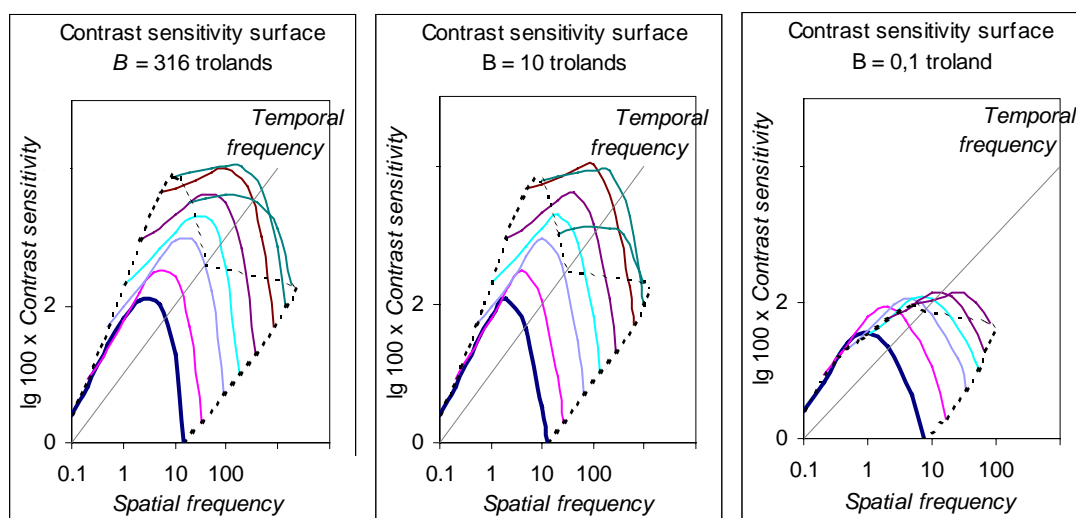 Contrast sensitivity surface
B = 316 trolands
Temporal
frequency
lg 100 x Contrast sensitivity
2
0
0.1 1 10 100
Spatial frequency
Contrast sensitivity surface
B = 10 trolands
Temporal
frequency
lg 100 x Contrast sensitivity
2
0
0.1 1 10 100
Spatial frequency
Contrast sensitivity surface
B = 0,1 troland
Temporal
frequency
lg 100 x Contrast sensitivity
2
0
0.1 1 10 100
Spatial frequency